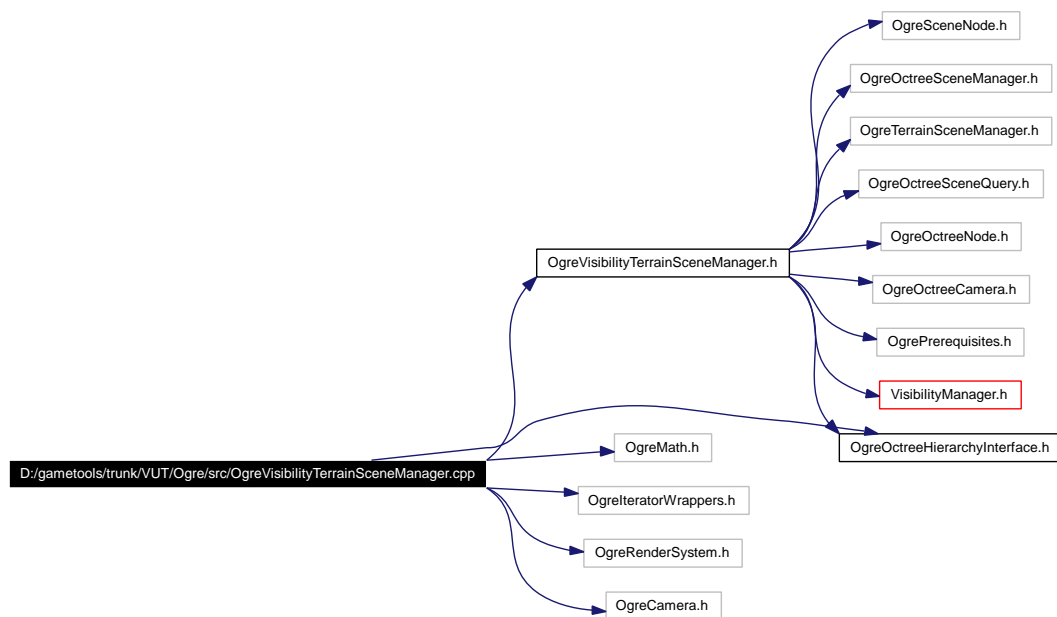 OgreSceneNode.h
OgreOctreeSceneManager.h
OgreTerrainSceneManager.h
OgreOctreeSceneQuery.h
OgreOctreeNode.h
OgreVisibilityTerrainSceneManager.h
OgreOctreeCamera.h
OgrePrerequisites.h
VisibilityManager.h
OgreOctreeHierarchyInterface.h
OgreMath.h
D:/gametools/trunk/VUT/Ogre/src/OgreVisibilityTerrainSceneManager.cpp
OgreIteratorWrappers.h
OgreRenderSystem.h
OgreCamera.h